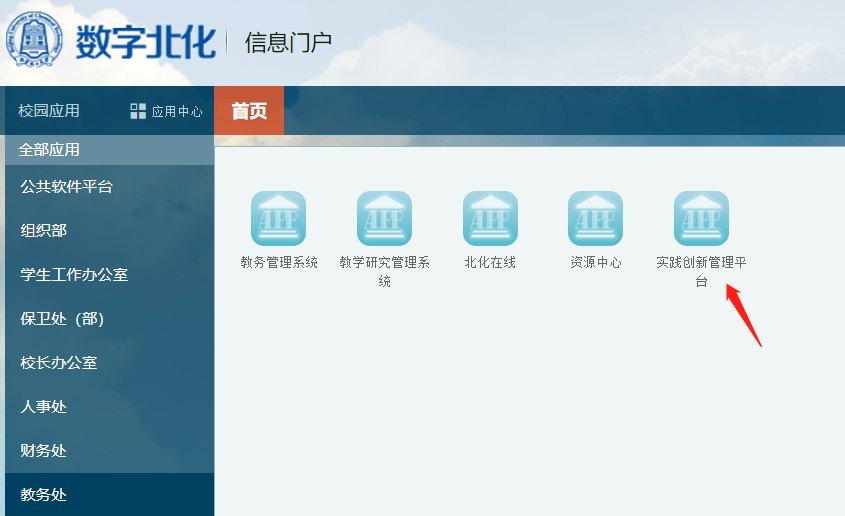 数字北化
信息门户
校园应用
应用中心
首页
全部应用
公共软件平台
组织部
学生工作办公室
保卫处（部）
校长办公室
人事处
财务处
教务处
APP
APP
APP
APP
APP
教务管理系统
教学研究管理系
统
北化在线
资源中心
实践创新管理平
台